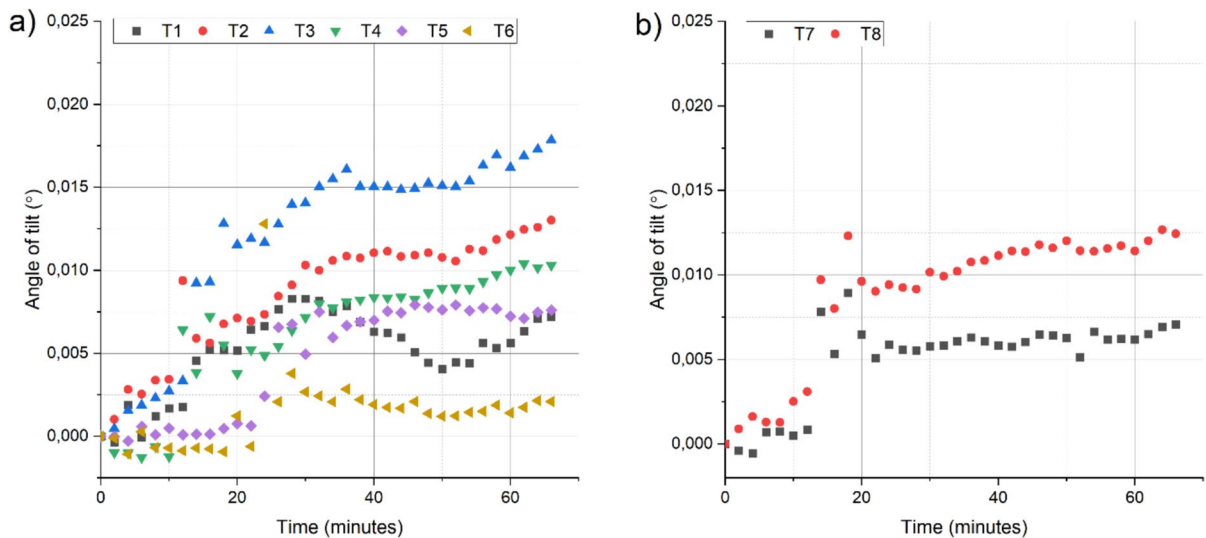 a)
T1 T2 T3 T4 T5 T6
0,025
0,020
0,015
0,010
0,005
0,000
Angle of tilt (°)
0 20 40 60
Time (minutes)
b)
T7 T8
0,025
0,020
0,015
0,010
0,005
0,000
Angle of tilt (°)
0 20 40 60
Time (minutes)